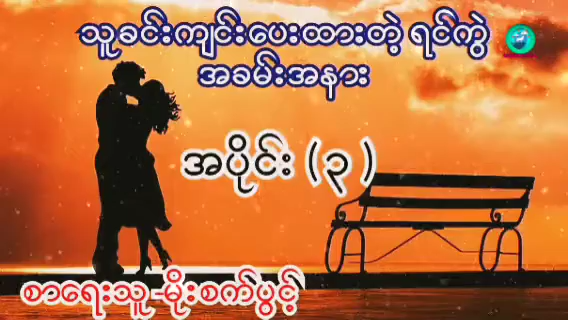 သူခင်းကျင်းပေးထားတဲ့ ရင်ကွဲ
အခမ်းအနား
အပိုင်း (၃)
စာရေးသူ-မိုးစက်ပွင့်